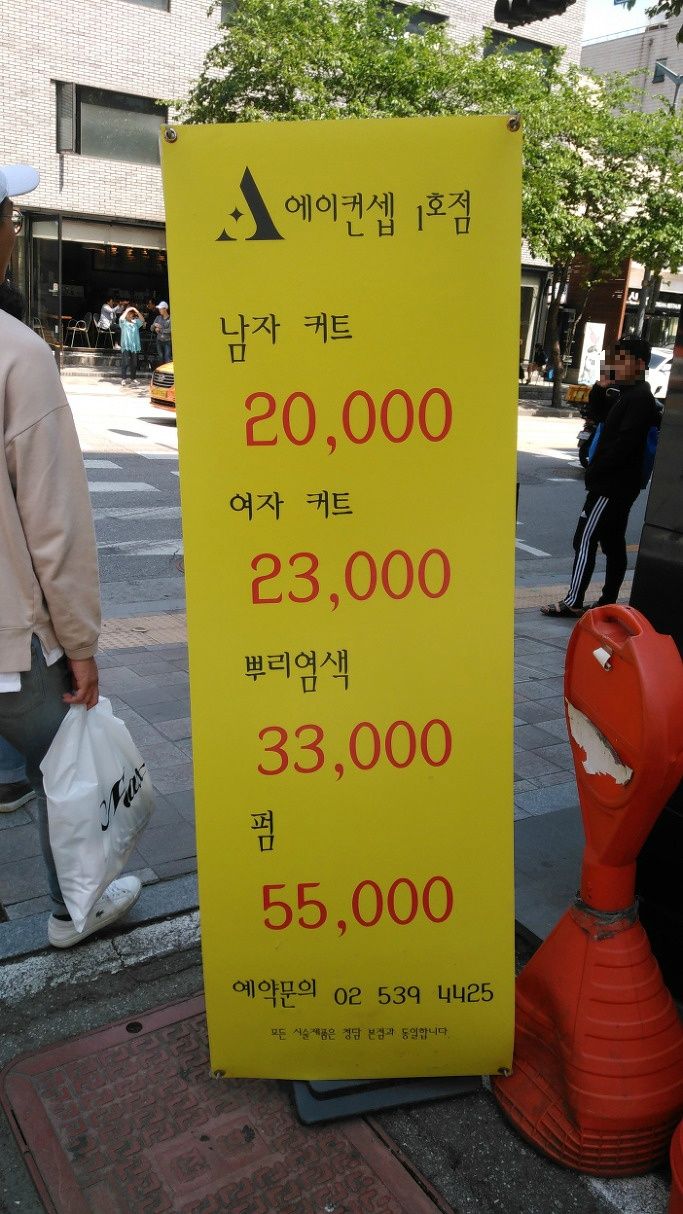 에이컨셉 1호점
남자 커트
20,000
여자 커트
23,000
뿌리염색
33,000
펌
55,000
예약문의 02 539 4425
모든 시술제품은 청담 본점과 동일합니다.